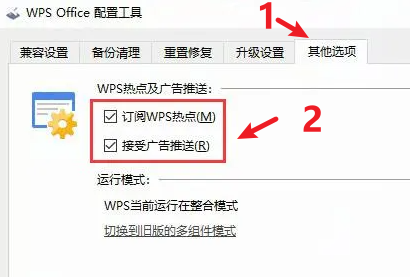 WPS Office 配置工具
1
兼容设置 备份清理 重置修复 升级设置 其他选项
WPS热点及广告推送:
订阅WPS热点(M)
2
接受广告推送(R)
运行模式:
WPS当前运行在整合模式
切换到旧版的多组件模式